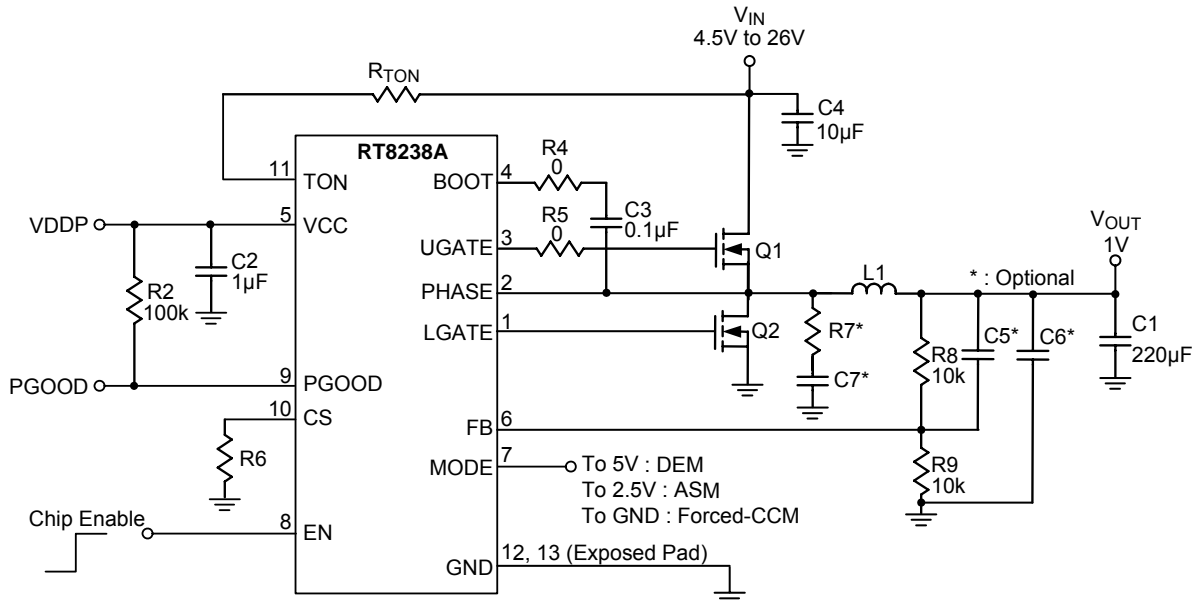 VIN
4.5V to 26V
RTON
C4
10µF
RT8238A
11
TON
BOOT
4
R4
0
VDDP
5
VCC
C3
0.1µF
UGATE
3
R5
0
Q1
C2
1µF
R2
100k
PHASE
2
L1
* : Optional
VOUT
1V
LGATE
1
Q2
R7*
C7*
R8
10k
C5*
C6*
C1
220µF
PGOOD
9
PGOOD
10
CS
R6
FB
6
R9
10k
MODE
7
To 5V : DEM
To 2.5V : ASM
To GND : Forced-CCM
Chip Enable
8
EN
GND
12, 13 (Exposed Pad)